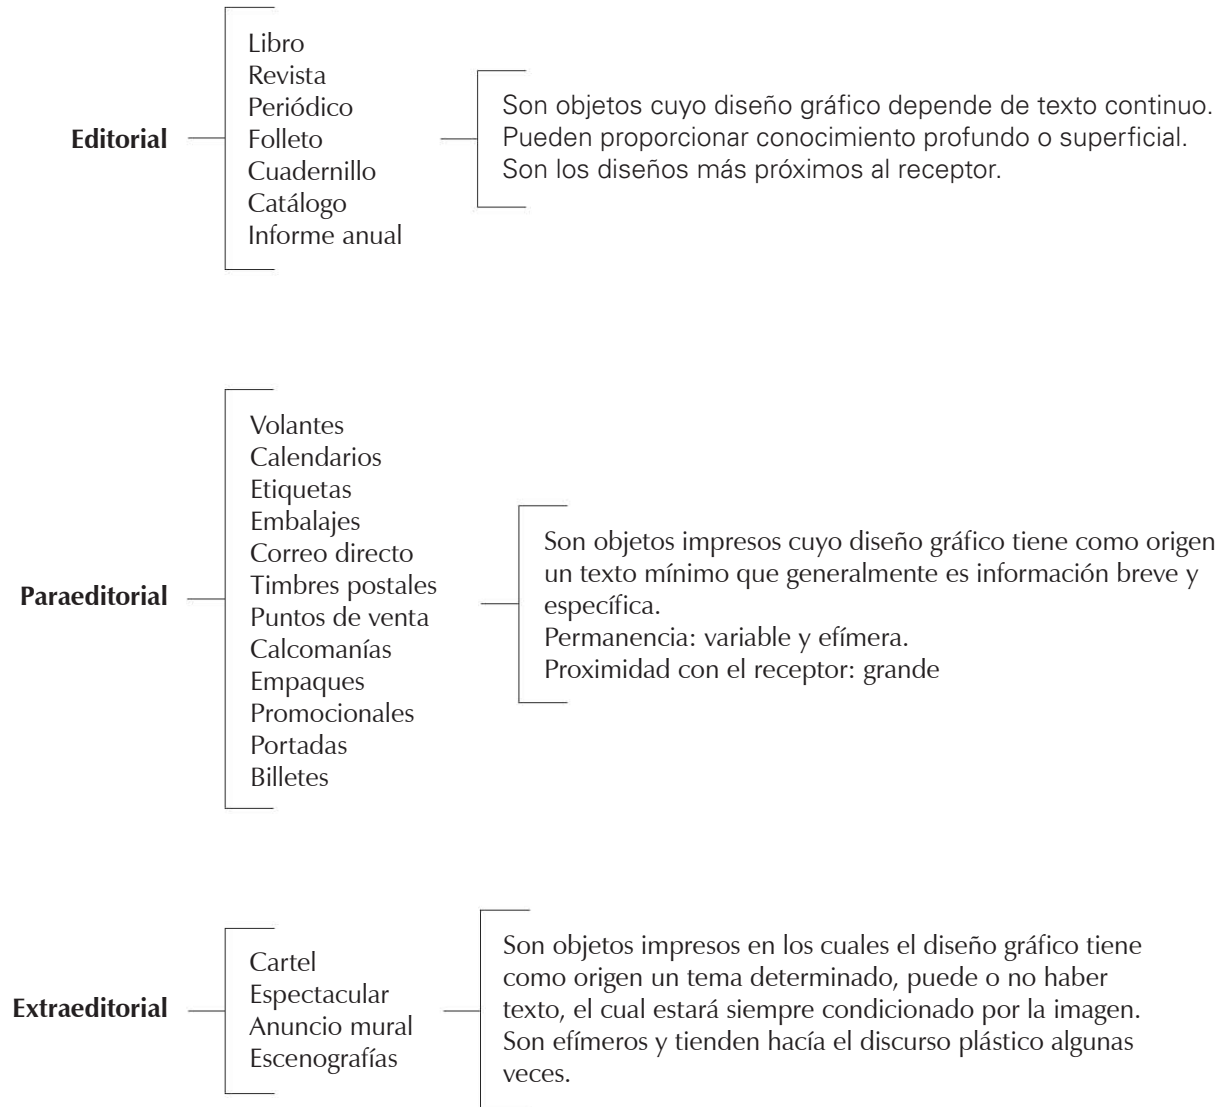 Editorial
Libro
Revista
Periódico
Folleto
Cuadernillo
Catálogo
Informe anual
Son objetos cuyo diseño gráfico depende de texto continuo.
Pueden proporcionar conocimiento profundo o superficial.
Son los diseños más próximos al receptor.
Paraeditorial
Volantes
Calendarios
Etiquetas
Embalajes
Correo directo
Timbres postales
Puntos de venta
Calcomanías
Empaques
Promocionales
Portadas
Billetes
Son objetos impresos cuyo diseño gráfico tiene como origen
un texto mínimo que generalmente es información breve y
específica.
Permanencia: variable y efímera.
Proximidad con el receptor: grande
Extraeditorial
Cartel
Espectacular
Anuncio mural
Escenografías
Son objetos impresos en los cuales el diseño gráfico tiene
como origen un tema determinado, puede o no haber
texto, el cual estará siempre condicionado por la imagen.
Son efímeros y tienden hacía el discurso plástico algunas
veces.